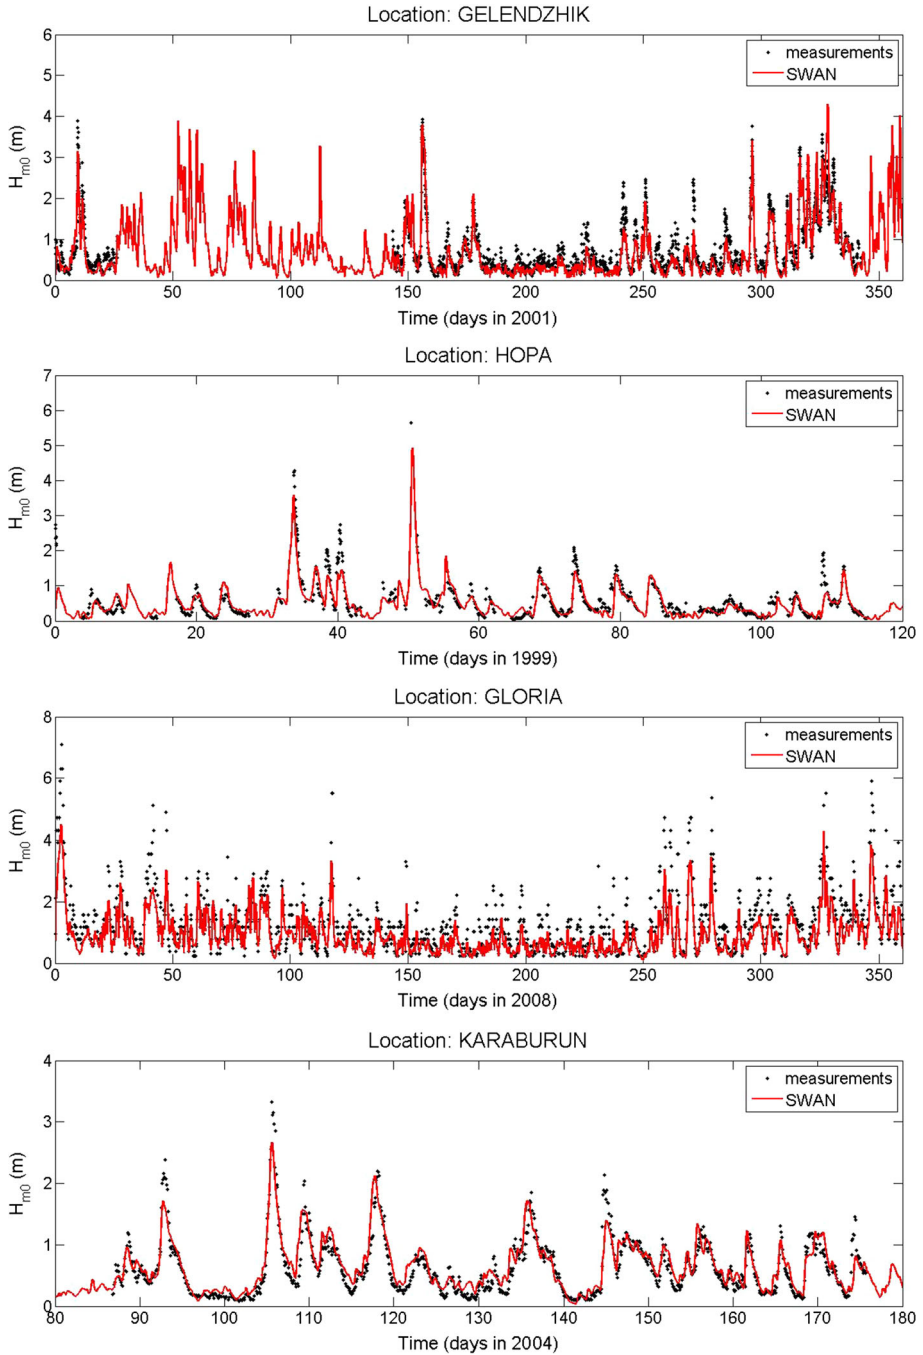 Location: GELENDZHIK
6
5
4
3
2
1
0
H_m0 (m)
measurements
SWAN
0 50 100 150 200 250 300 350
Time (days in 2001)
Location: HOPA
7
6
5
4
3
2
1
0
H_m0 (m)
measurements
SWAN
0 20 40 60 80 100 120
Time (days in 1999)
Location: GLORIA
8
6
4
2
0
H_m0 (m)
measurements
SWAN
0 50 100 150 200 250 300 350
Time (days in 2008)
Location: KARABURUN
4
3
2
1
0
H_m0 (m)
measurements
SWAN
80 90 100 110 120 130 140 150 160 170 180
Time (days in 2004)